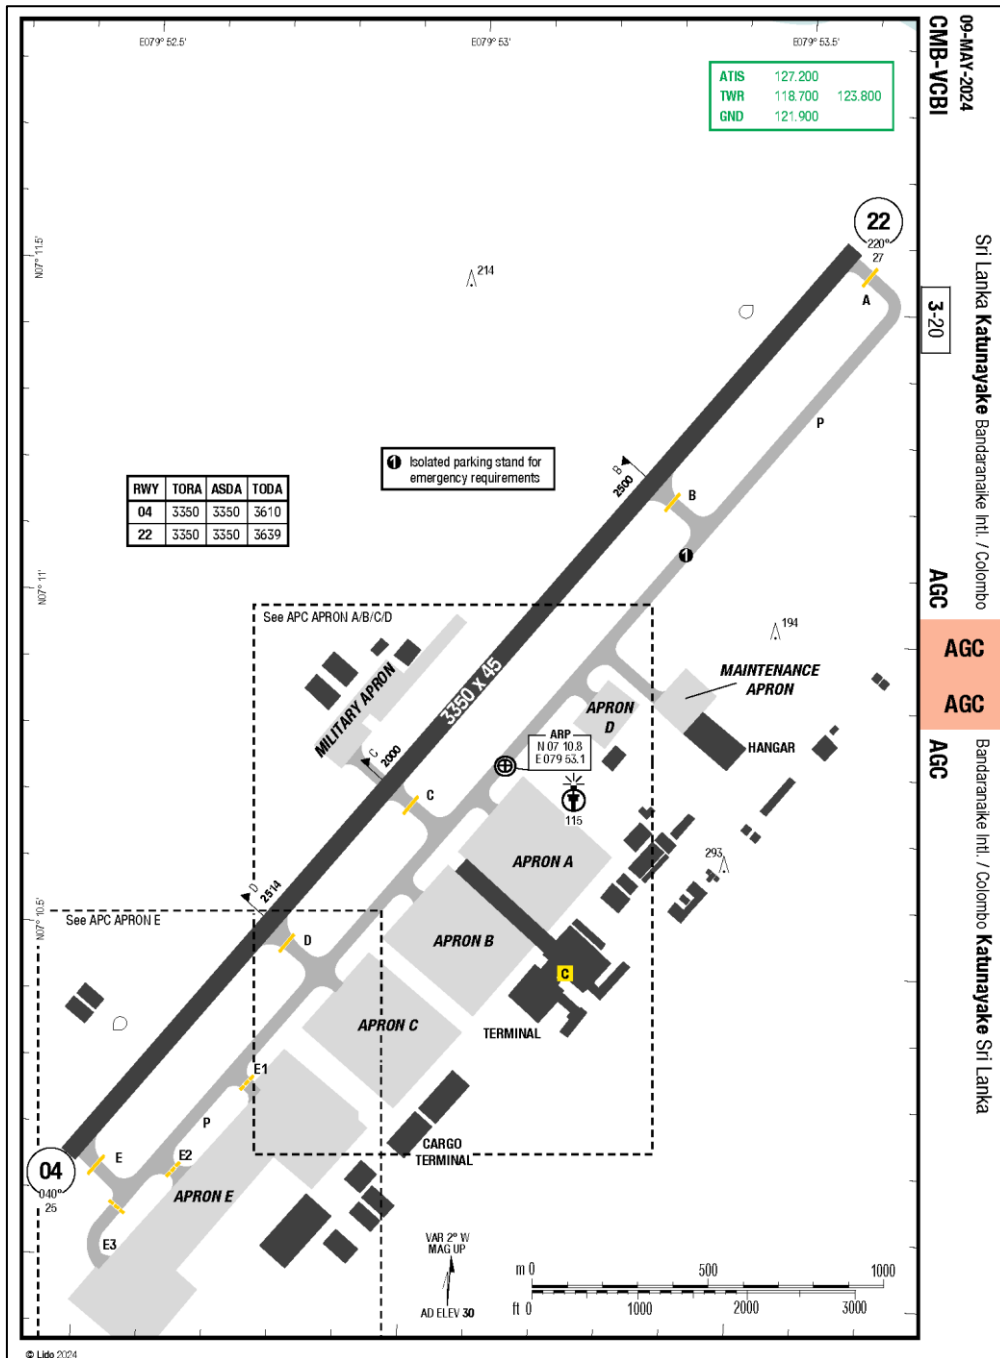 E079° 52.5'
E079° 53'
E079° 53.5'
09-MAY-2024
CMB-VCBI
ATIS 127.200
TWR 118.700 123.800
GND 121.900
22
220°
27
A
N07° 11.5'
214
Sri Lanka Katunayake Bandaranaike Intl. / Colombo
3-20
P
1 Isolated parking stand for
emergency requirements
B
2500
B
RWY TORA ASDA TODA
04 3350 3350 3610
22 3350 3350 3639
1
N07° 11'
AGC
See APC APRON A/B/C/D
194
AGC
AGC
3350 x 45
MAINTENANCE
APRON
MILITARY APRON
APRON
D
ARP
N 07 10.8
E 079 53.1
HANGAR
AGC
C
2000
C
115
APRON A
293
D
2514
N07° 10.5'
See APC APRON E
D
APRON B
C
APRON C
TERMINAL
Bandaranaike Intl. / Colombo Katunayake Sri Lanka
E1
P
E
E2
CARGO
TERMINAL
04
040°
25
APRON E
E3
VAR 2° W
MAG UP
AD ELEV 30
m 0 500 1000
ft 0 1000 2000 3000
© Lido 2024